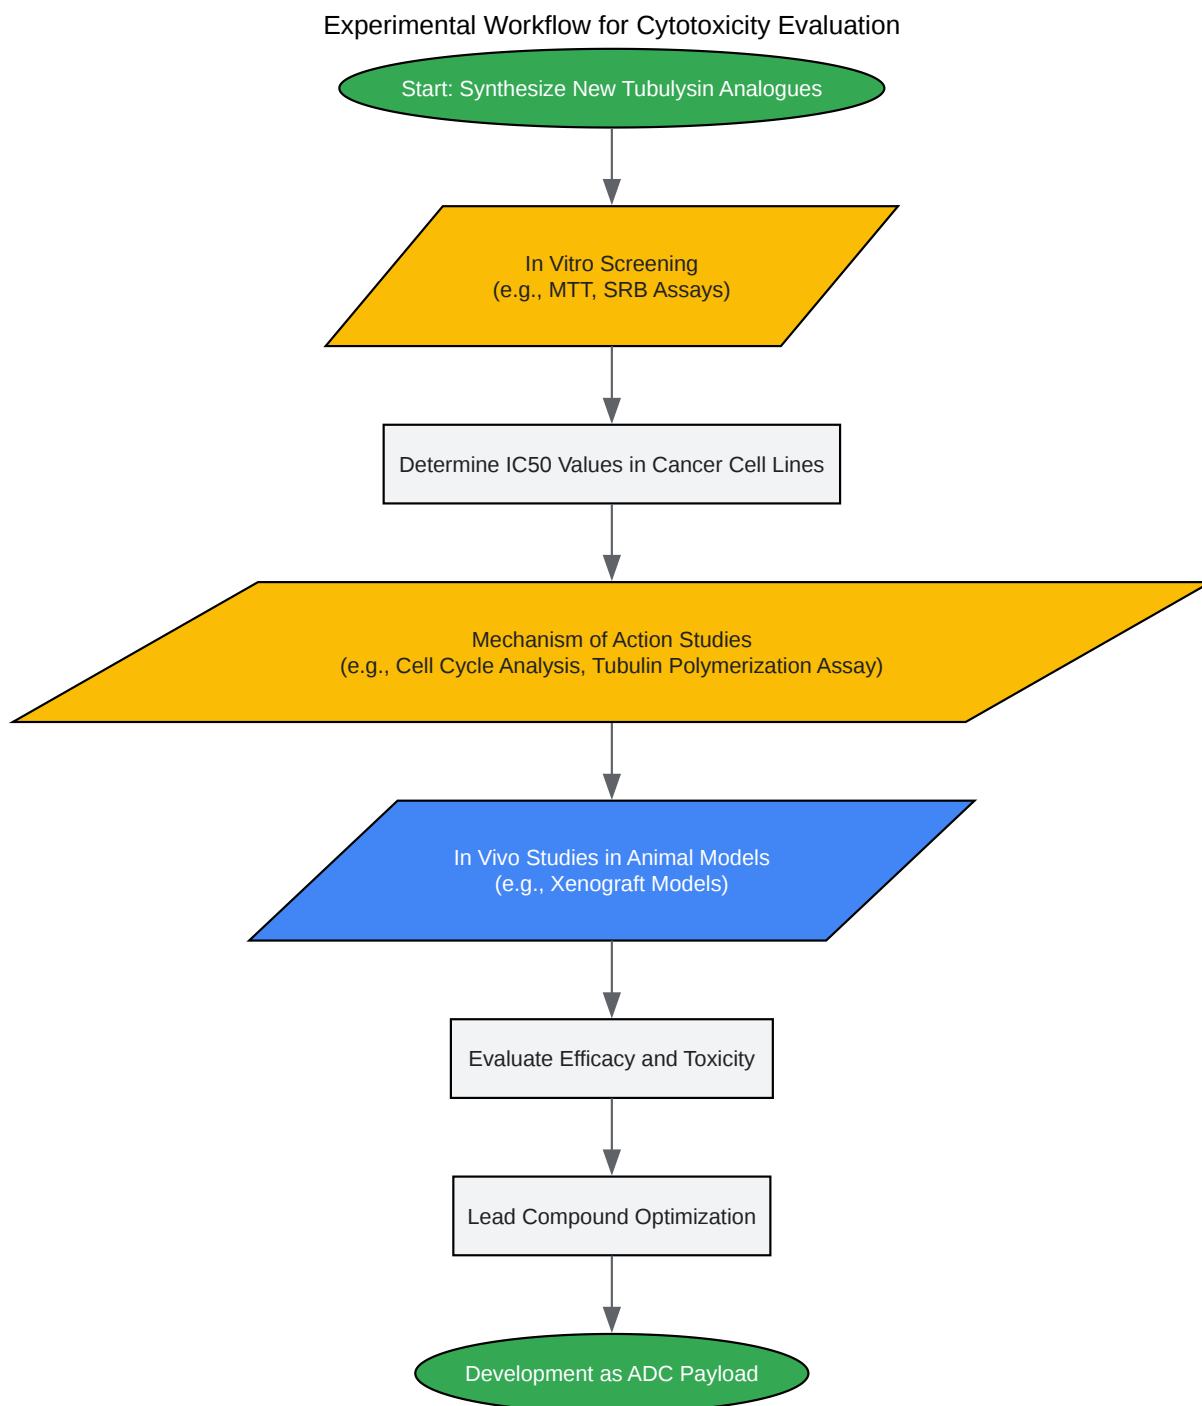 Experimental Workflow for Cytotoxicity Evaluation
Start: Synthesize New Tubulysin Analogues
In Vitro Screening
(e.g., MTT, SRB Assays)
Determine IC50 Values in Cancer Cell Lines
Mechanism of Action Studies
(e.g., Cell Cycle Analysis, Tubulin Polymerization Assay)
In Vivo Studies in Animal Models
(e.g., Xenograft Models)
Evaluate Efficacy and Toxicity
Lead Compound Optimization
Development as ADC Payload